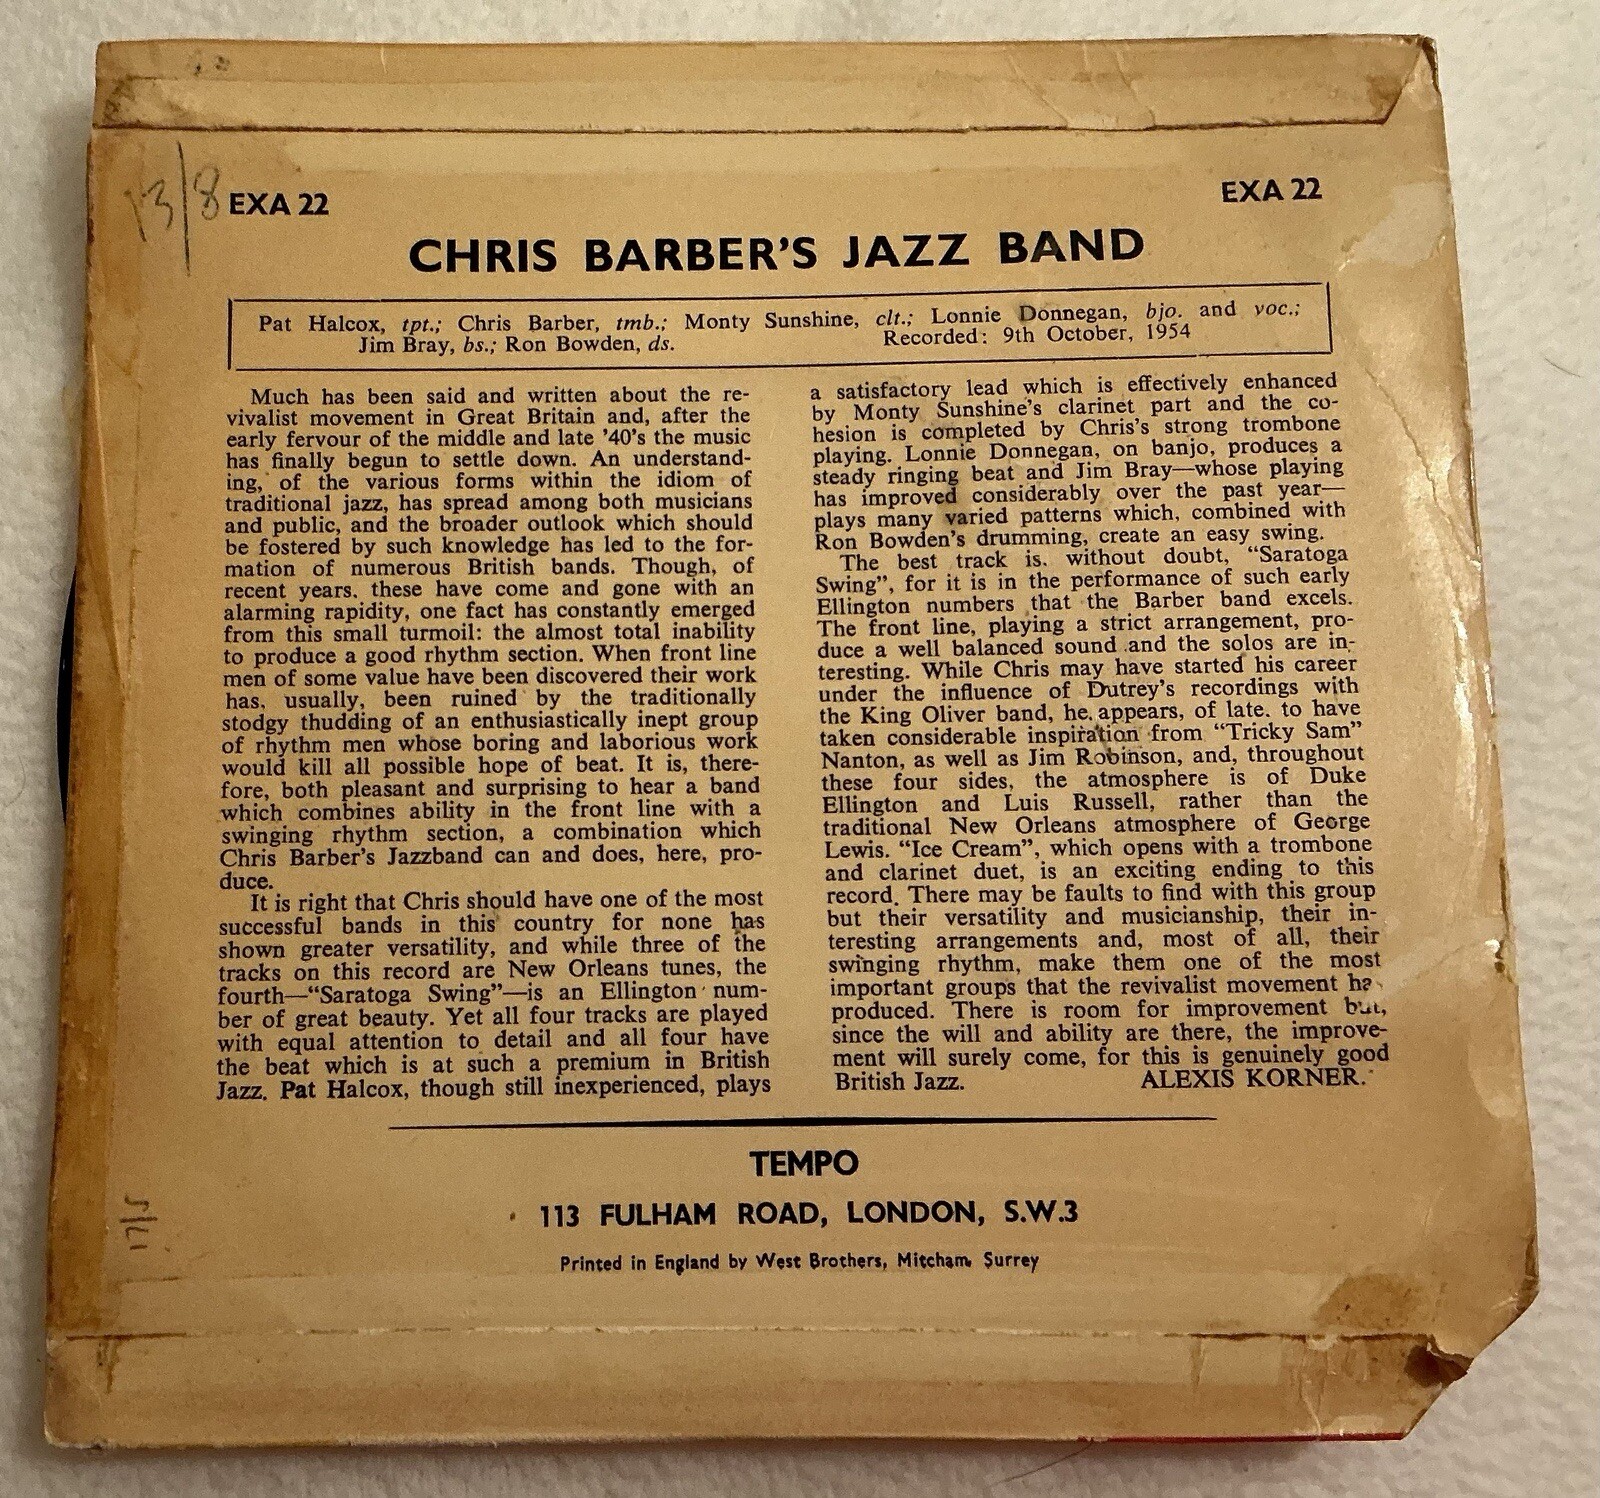 13/8
EXA 22
EXA 22
CHRIS BARBER'S JAZZ BAND
Pat Halcox, tpt.; Chris Barber, tmb.; Monty Sunshine, clt.; Lonnie Donnegan, bjo. and voc.;
Jim Bray, bs.; Ron Bowden, ds. Recorded: 9th October, 1954
Much has been said and written about the re-
vivalist movement in Great Britain and, after the
early fervour of the middle and late '40's the music
has finally begun to settle down. An understand-
ing, of the various forms within the idiom of
traditional jazz, has spread among both musicians
and public, and the broader outlook which should
be fostered by such knowledge has led to the for-
mation of numerous British bands. Though, of
recent years. these have come and gone with an
alarming rapidity, one fact has constantly emerged
from this small turmoil: the almost total inability
to produce a good rhythm section. When front line
men of some value have been discovered their work
has, usually, been ruined by the traditionally
stodgy thudding of an enthusiastically inept group
of rhythm men whose boring and laborious work
would kill all possible hope of beat. It is, there-
fore, both pleasant and surprising to hear a band
which combines ability in the front line with a
swinging rhythm section, a combination which
Chris Barber's Jazzband can and does, here, pro-
duce.
It is right that Chris should have one of the most
successful bands in this country for none has
shown greater versatility, and while three of the
tracks on this record are New Orleans tunes, the
fourth—"Saratoga Swing"—is an Ellington num-
ber of great beauty. Yet all four tracks are played
with equal attention to detail and all four have
the beat which is at such a premium in British
Jazz. Pat Halcox, though still inexperienced, plays
a satisfactory lead which is effectively enhanced
by Monty Sunshine's clarinet part and the co-
hesion is completed by Chris's strong trombone
playing. Lonnie Donnegan, on banjo, produces a
steady ringing beat and Jim Bray—whose playing
has improved considerably over the past year—
plays many varied patterns which, combined with
Ron Bowden's drumming, create an easy swing.
The best track is. without doubt, "Saratoga
Swing", for it is in the performance of such early
Ellington numbers that the Barber band excels.
The front line, playing a strict arrangement, pro-
duce a well balanced sound and the solos are in-
teresting. While Chris may have started his career
under the influence of Dutrey's recordings with
the King Oliver band, he appears, of late. to have
taken considerable inspiration from "Tricky Sam"
Nanton, as well as Jim Robinson, and, throughout
these four sides, the atmosphere is of Duke
Ellington and Luis Russell, rather than the
traditional New Orleans atmosphere of George
Lewis. "Ice Cream", which opens with a trombone
and clarinet duet, is an exciting ending to this
record. There may be faults to find with this group
but their versatility and musicianship, their in-
teresting arrangements and, most of all, their
swinging rhythm, make them one of the most
important groups that the revivalist movement has
produced. There is room for improvement but,
since the will and ability are there, the improve-
ment will surely come, for this is genuinely good
British Jazz. ALEXIS KORNER.
TEMPO
113 FULHAM ROAD, LONDON, S.W.3
Printed in England by West Brothers, Mitcham, Surrey